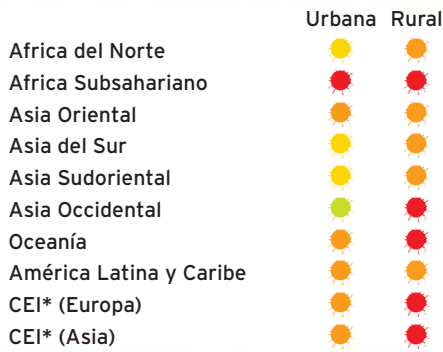 Urbana Rural
Africa del Norte
Africa Subsahariano
Asia Oriental
Asia del Sur
Asia Sudoriental
Asia Occidental
Oceanía
América Latina y Caribe
CEI* (Europa)
CEI* (Asia)